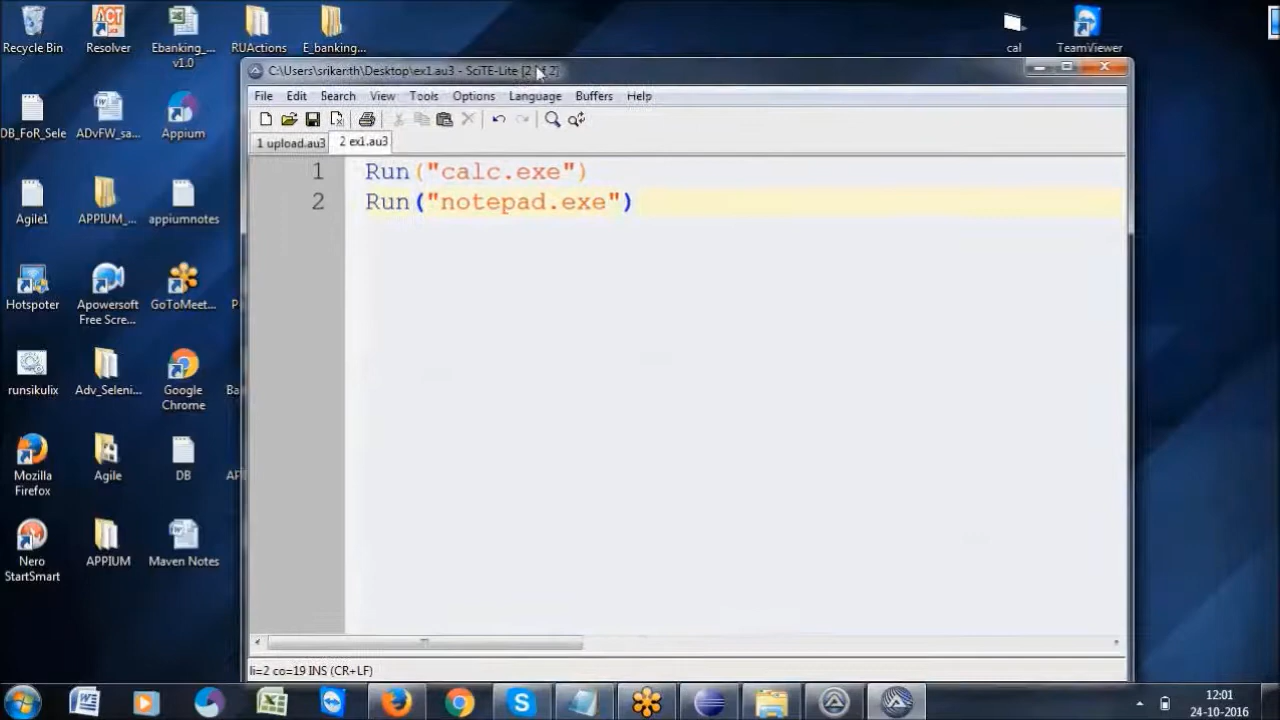 Recycle Bin
Resolver
Ebanking_...
v1.0
RUActions
E_banking...
cal
TeamViewer
C:\Users\srikanth\Desktop\ex1.au3 - SciTE-Lite [2 of 2]
File Edit Search View Tools Options Language Buffers Help
1 upload.au3
2 ex1.au3
1 Run("calc.exe")
2 Run("notepad.exe")
DB_FoR_Sele
ADvFW_sa...
Appium
Agile1
APPIUM_...
appiumnotes
Hotspoter
Apowersoft
Free Scre...
GoToMeet...
runsikulix
Adv_Seleni...
Google
Chrome
Mozilla
Firefox
Agile
DB
Nero
StartSmart
APPIUM
Maven Notes
li=2 co=19 INS (CR+LF)
12:01
24-10-2016